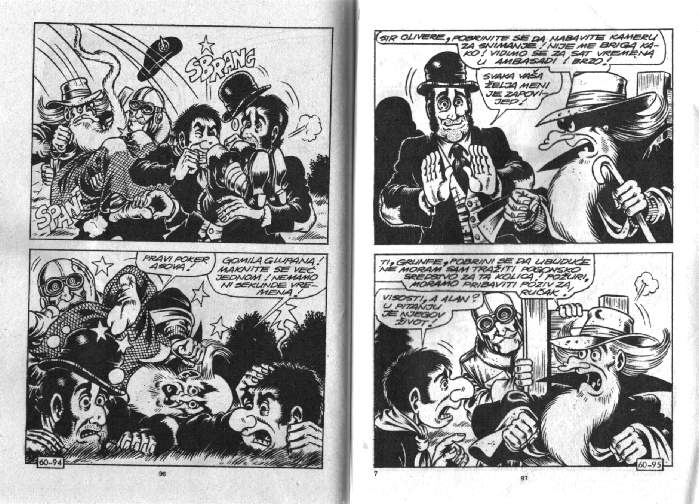 SBRANG
SPING
PRAVI POKER
ASOVA!
GOMILA GLUPANA!
MAKNITE SE VEĆ
JEDNOM! NEMAMO
NI SEKUNDE VRE-
MENA!
60-94
96
SIR OLIVERE, POBRINITE SE DA NABAVITE KAMERU
ZA SNIMANJE! NIJE ME BRIGA KA-
KO! VIDIMO SE ZA SAT VREMENA
U AMBASADI I BRZO!
SVAKA VAŠA
ŽELJA MENI
JE ZAPOVI-
JED!
TI, GRUNFE, POBRINI SE DA UBUDUĆE
NE MORAM SAM TRAŽITI POGONSKO
SREDSTVO ZA TA KOLICA, POŽURI,
MORAMO PRIBAVITI POZIV ZA
RUČAK!
VISOSTI, A ALAN?
U PITANJU
JE NJEGOV
ŽIVOT!
60-95
7
97